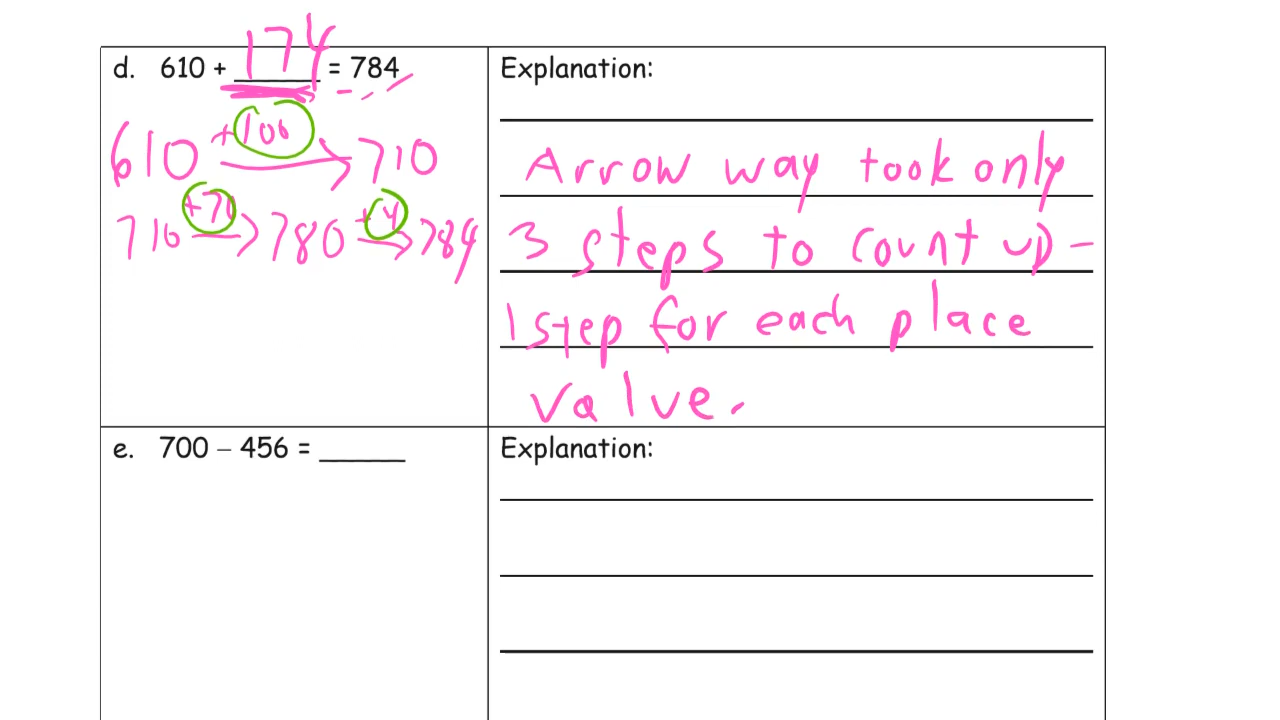 d. 610 + 174 = 784
+100
610 → 710
+70 +4
710 → 780 → 784
Explanation:
Arrow way took only
3 steps to count up -
1 step for each place
value.
e. 700 – 456 = ______
Explanation: